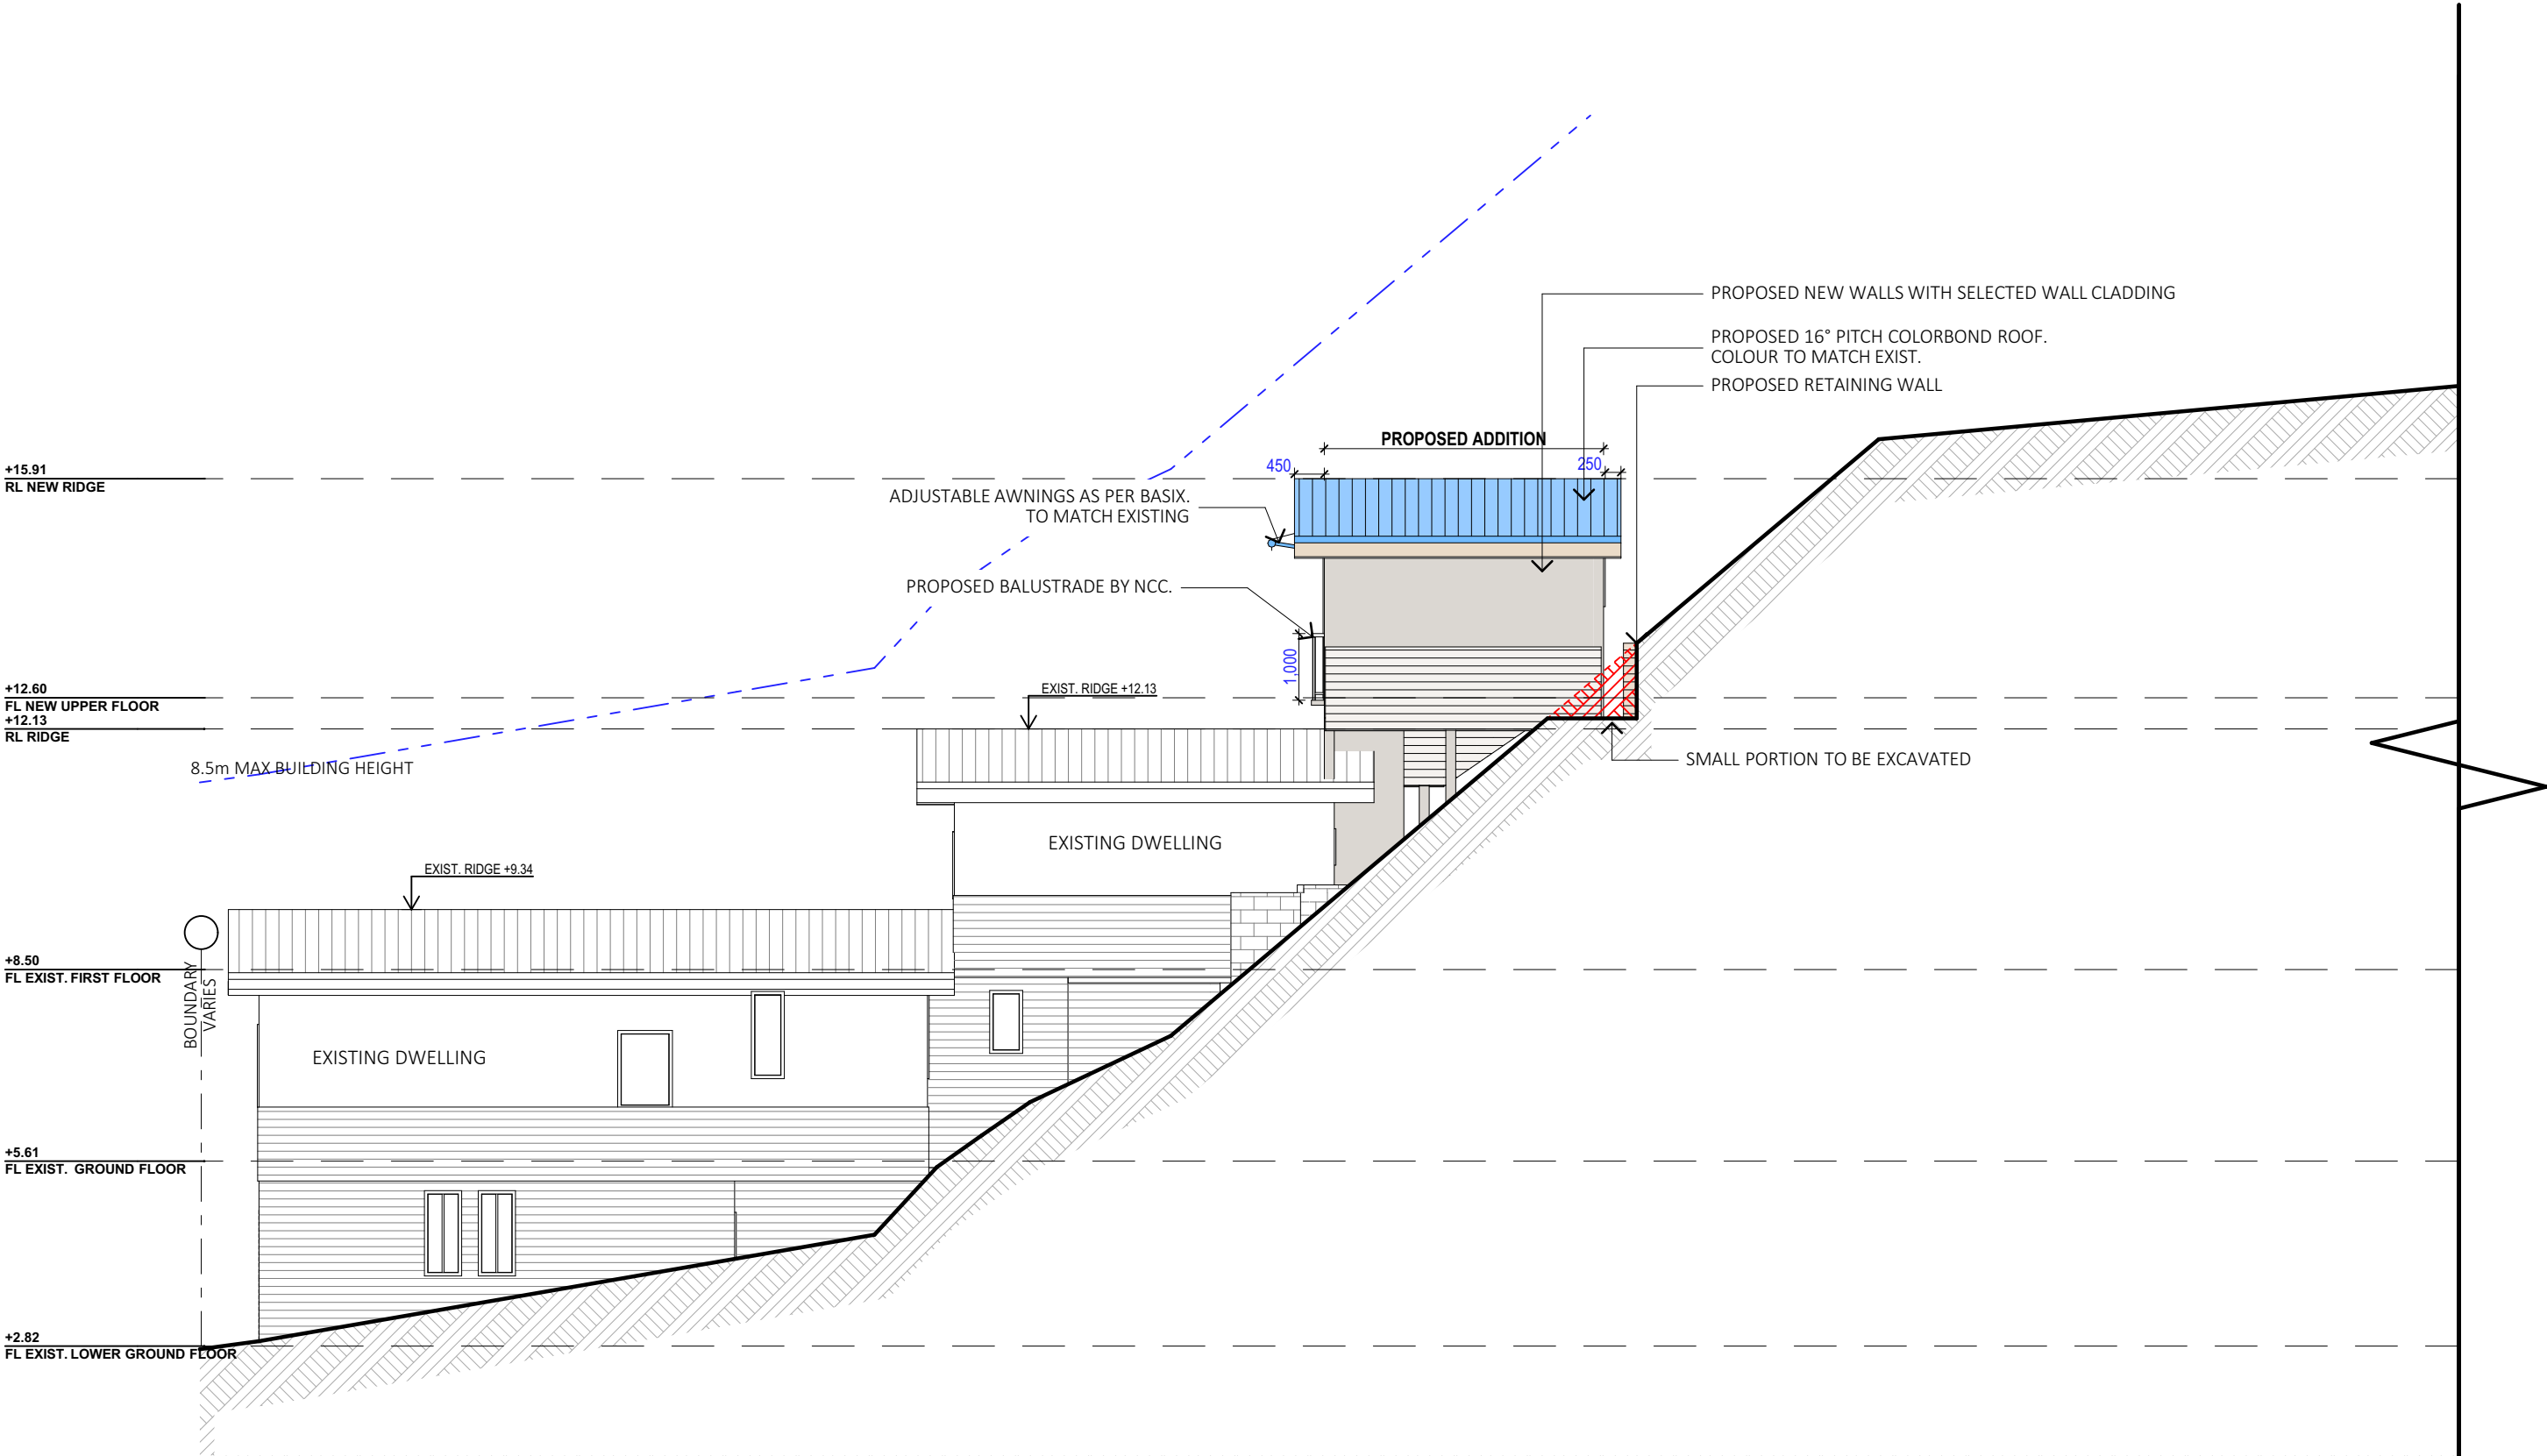 PROPOSED NEW WALLS WITH SELECTED WALL CLADDING
PROPOSED 16° PITCH COLORBOND ROOF.
COLOUR TO MATCH EXIST.
PROPOSED RETAINING WALL
PROPOSED ADDITION
450
250
+15.91
RL NEW RIDGE
ADJUSTABLE AWNINGS AS PER BASIX.
TO MATCH EXISTING
PROPOSED BALUSTRADE BY NCC.
1,000
+12.60
FL NEW UPPER FLOOR
EXIST. RIDGE +12.13
+12.13
RL RIDGE
8.5m MAX BUILDING HEIGHT
SMALL PORTION TO BE EXCAVATED
EXISTING DWELLING
EXIST. RIDGE +9.34
+8.50
FL EXIST. FIRST FLOOR
BOUNDARY
VARIES
EXISTING DWELLING
+5.61
FL EXIST. GROUND FLOOR
+2.82
FL EXIST. LOWER GROUND FLOOR